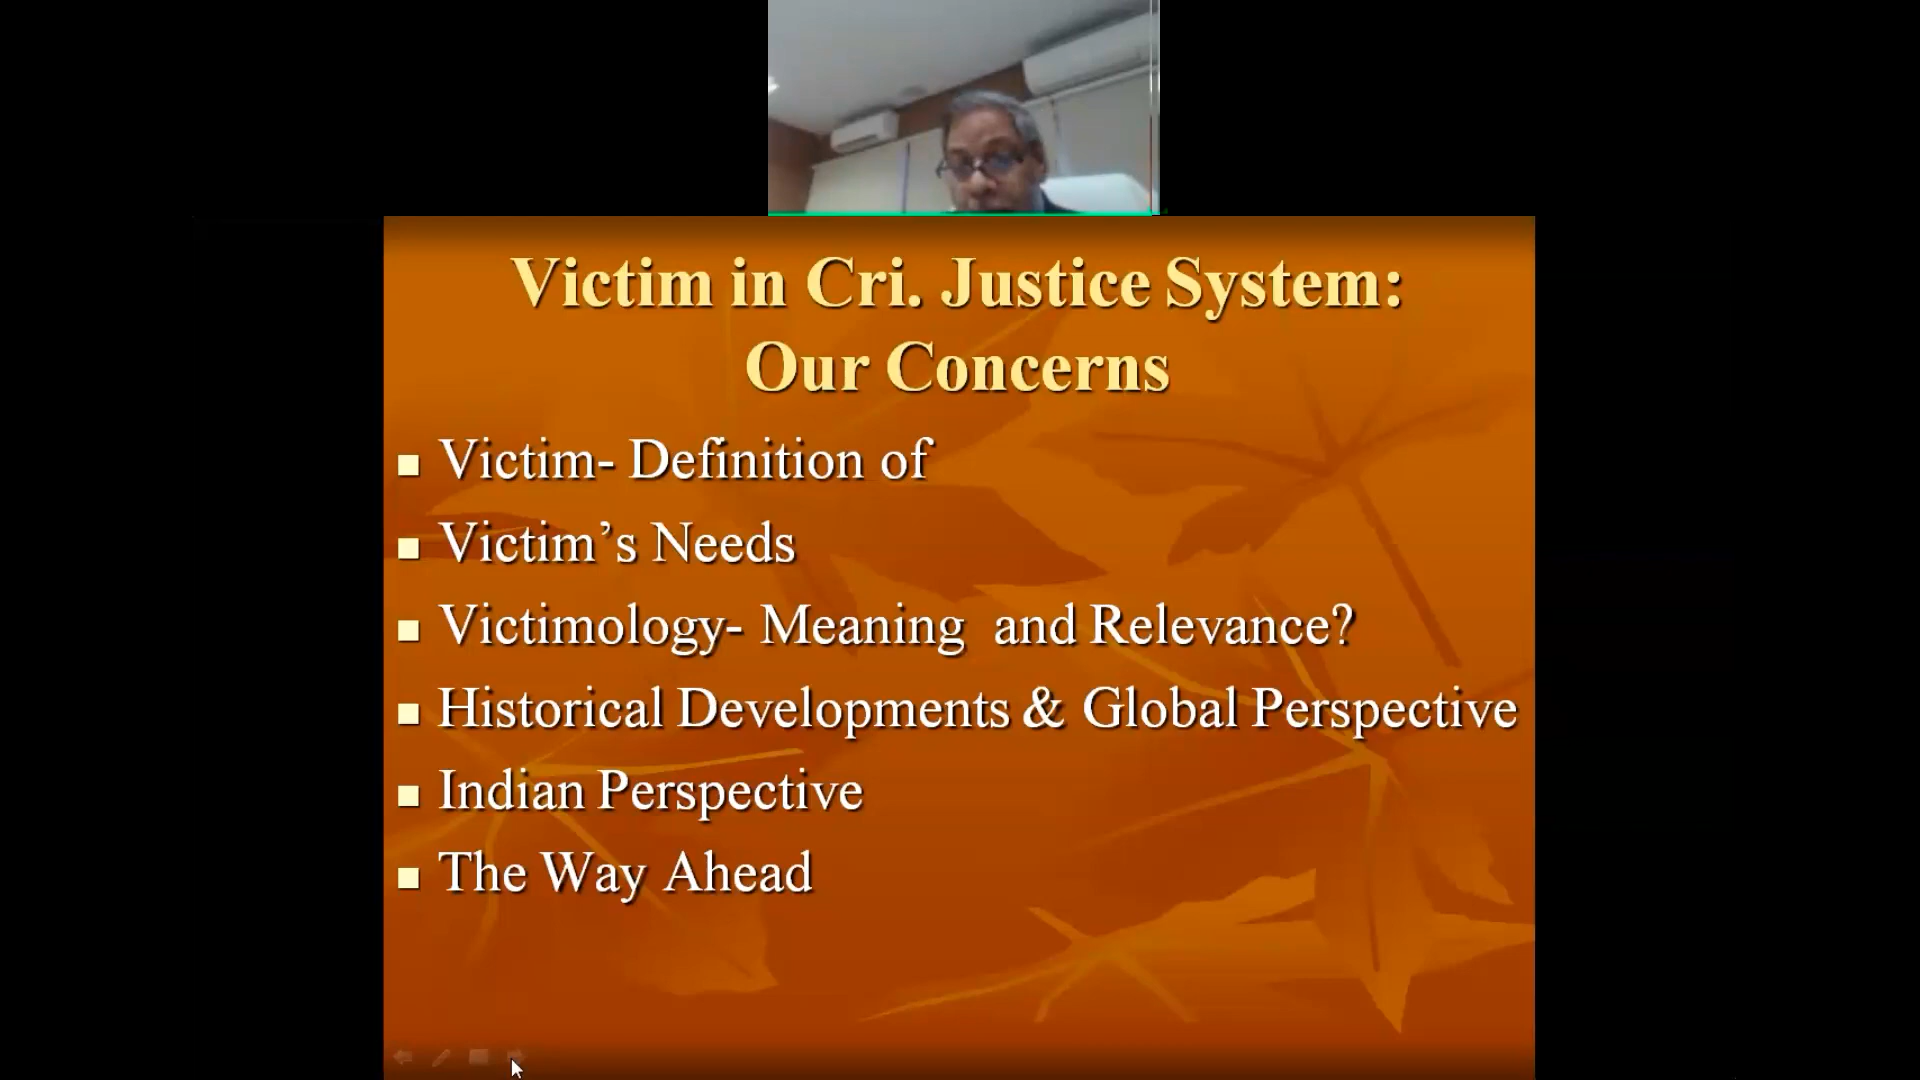 Victim in Cri. Justice System:
Our Concerns
Victim- Definition of
Victim’s Needs
Victimology- Meaning and Relevance?
Historical Developments & Global Perspective
Indian Perspective
The Way Ahead